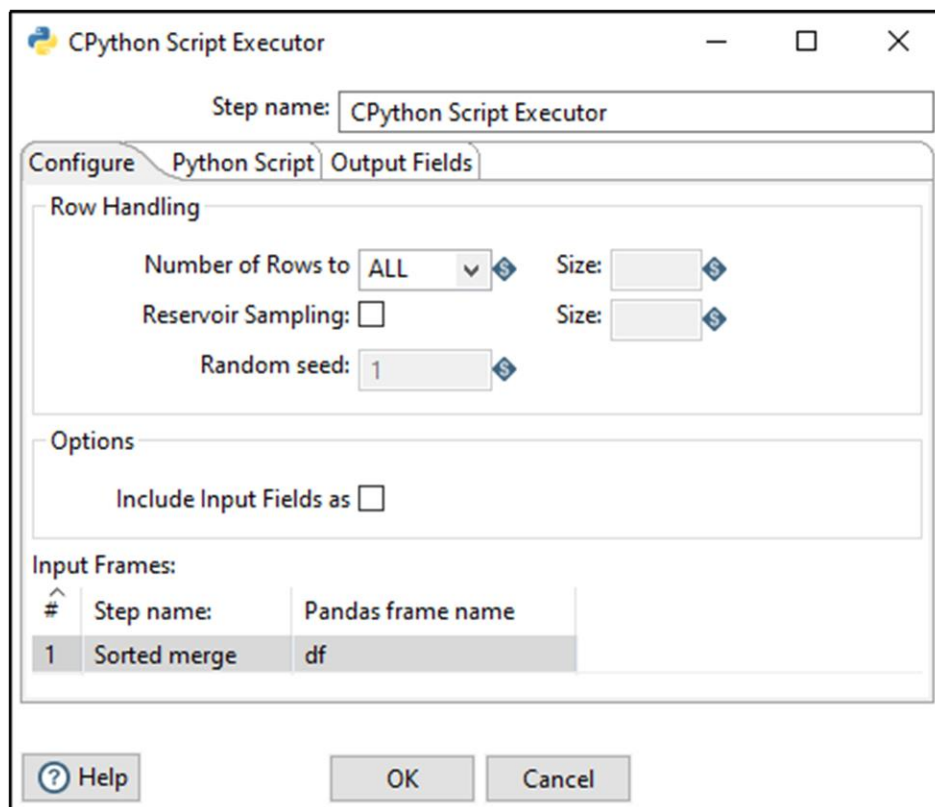 CPython Script Executor
Step name: CPython Script Executor
Configure Python Script Output Fields
Row Handling
Number of Rows to ALL Size:
Reservoir Sampling: Size:
Random seed: 1
Options
Include Input Fields as
Input Frames:
# Step name: Pandas frame name
1 Sorted merge df
Help OK Cancel